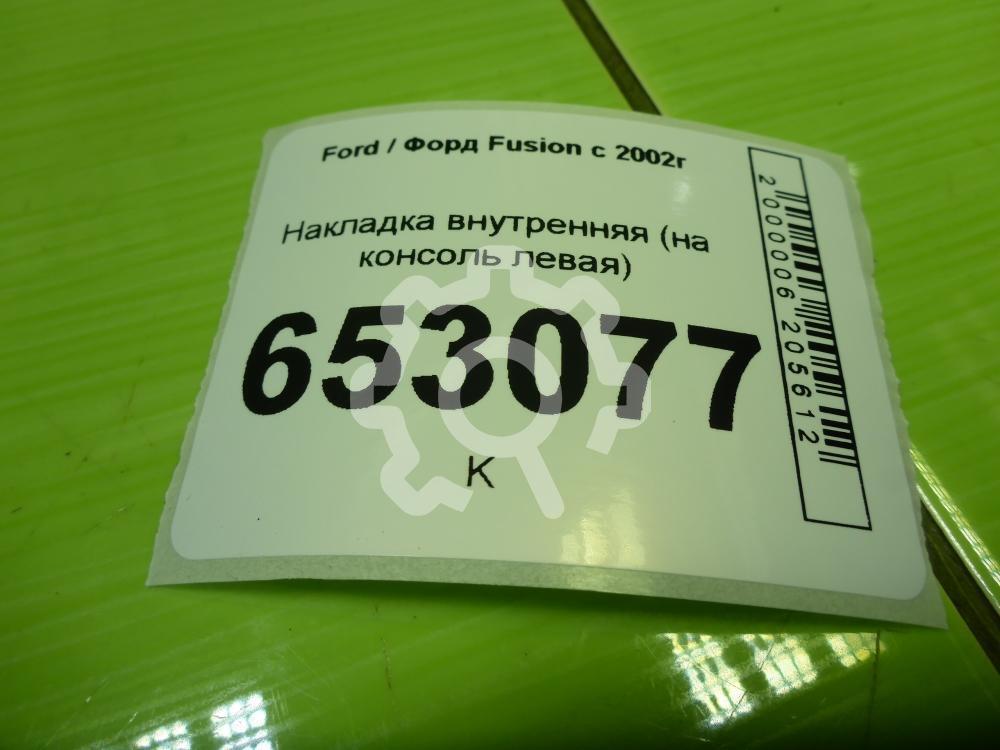 Ford / Форд Fusion с 2002г
Накладка внутренняя (на
консоль левая)
653077
К
2000006205612